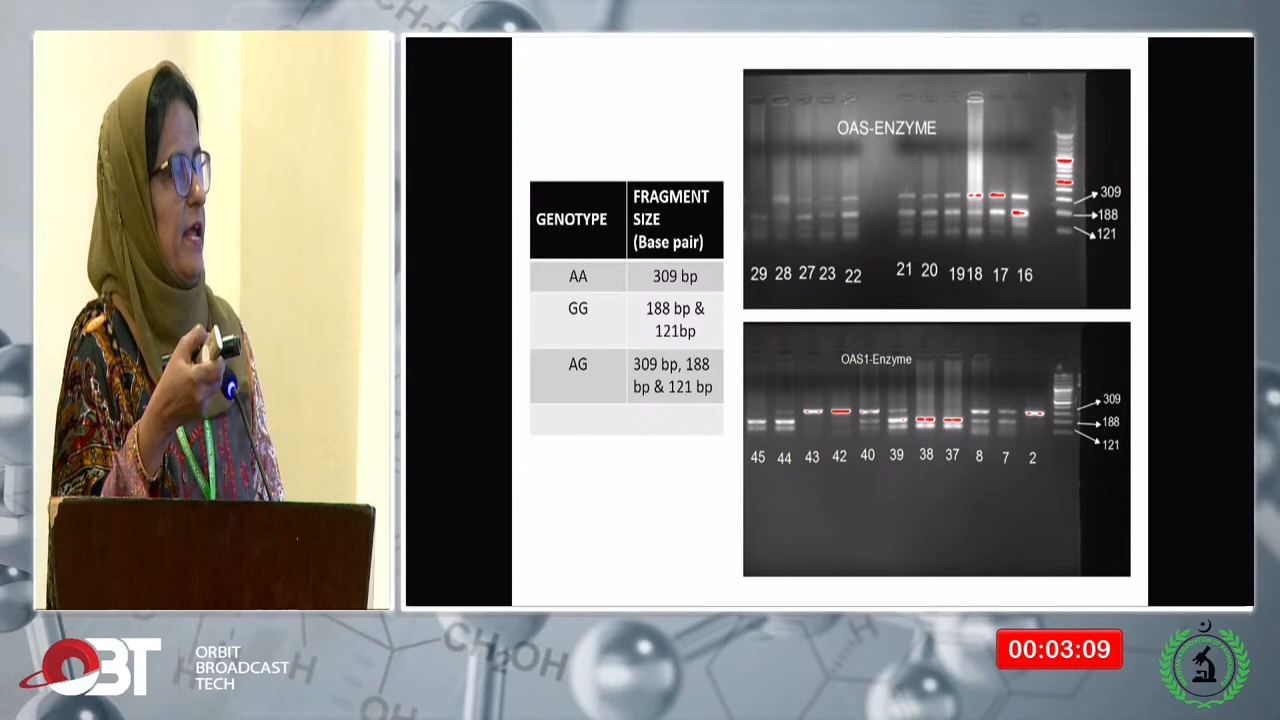 GENOTYPE
FRAGMENT
SIZE
(Base pair)
AA
309 bp
GG
188 bp &
121bp
AG
309 bp, 188
bp & 121 bp
OAS-ENZYME
309
188
121
29 28 27 23 22 21 20 19 18 17 16
OAS1-Enzyme
309
188
121
45 44 43 42 40 39 38 37 8 7 2
OBT
ORBIT
BROADCAST
TECH
00:03:09
CH₂OH